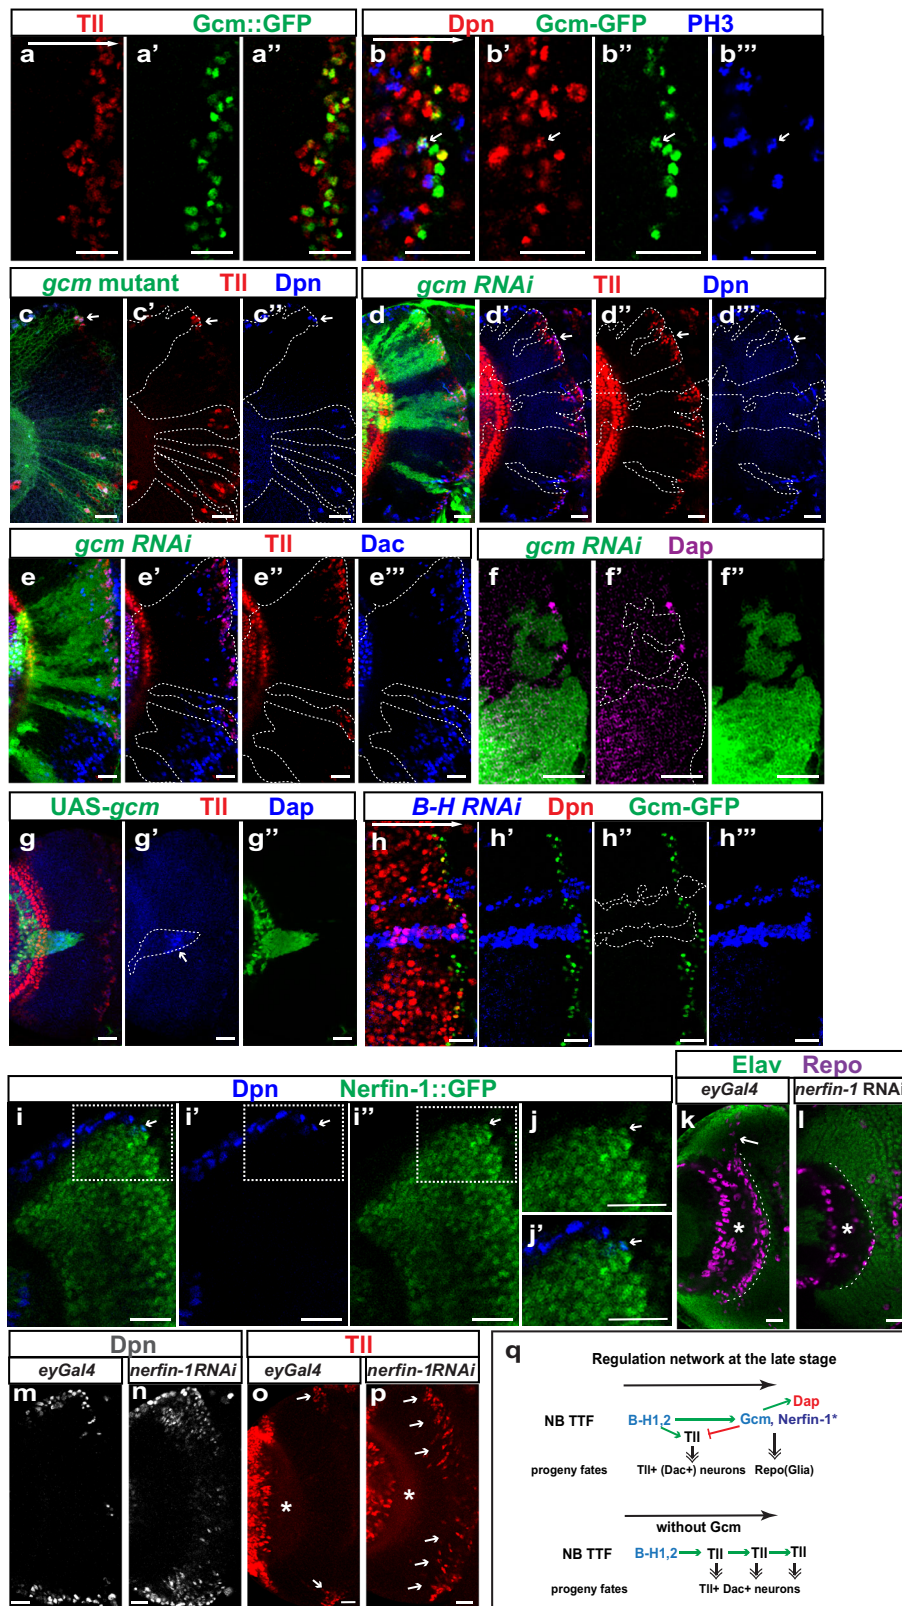 Tll Gcm::GFP Dpn Gcm-GFP PH3
a a' a'' b b' b'' b'''
gcm mutant Tll Dpn gcm RNAi Tll Dpn
c c' c'' d d' d'' d'''
gcm RNAi Tll Dac gcm RNAi Dap
e e' e'' e''' f f' f''
UAS-gcm Tll Dap B-H RNAi Dpn Gcm-GFP
g g' g'' h h' h'' h'''
Elav Repo
Dpn Nerfin-1::GFP eyGal4 nerfin-1 RNAi
i i' i'' j k l
* *
j'
Dpn Tll
eyGal4 nerfin-1RNAi eyGal4 nerfin-1RNAi
m n o p q
* *
Regulation network at the late stage
Dap
NB TTF B-H1,2 Gcm, Nerfin-1*
Tll
progeny fates Tll+ (Dac+) neurons Repo(Glia)
without Gcm
NB TTF B-H1,2 Tll Tll Tll
progeny fates Tll+ Dac+ neurons